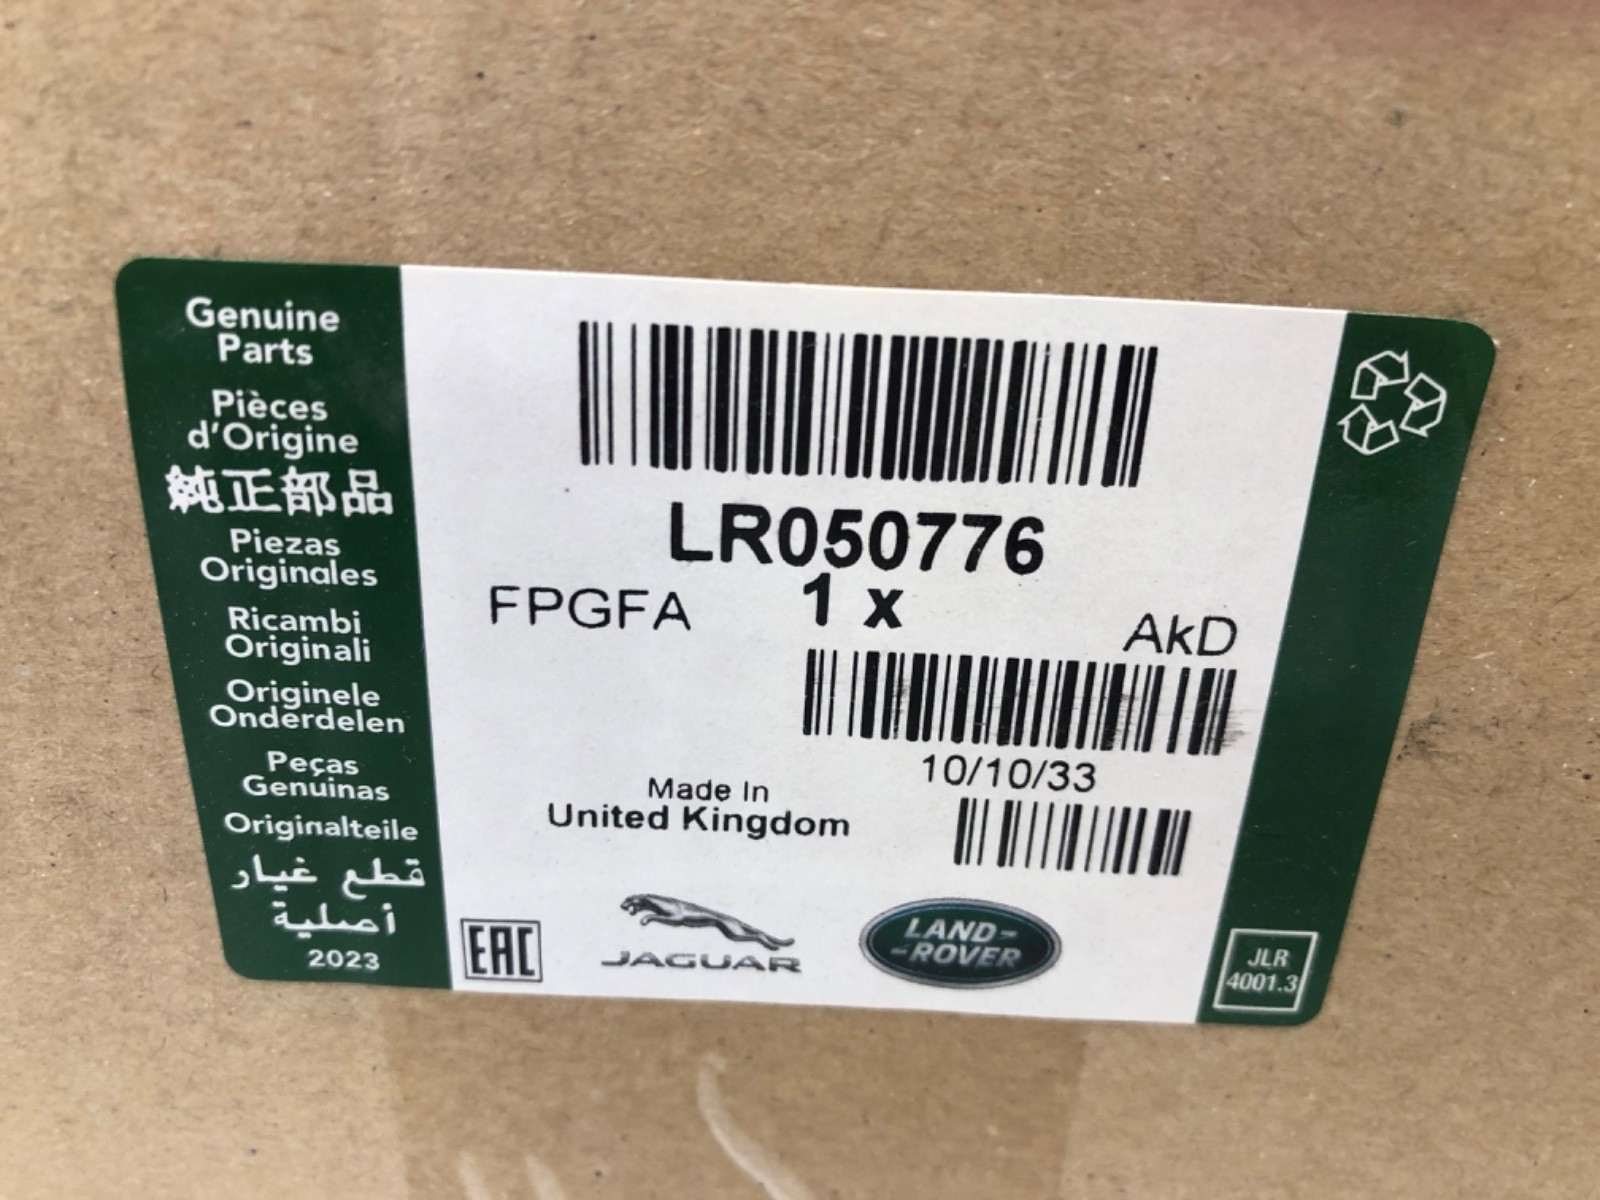 Genuine
Parts
Pièces
d'Origine
純正部品
Piezas
Originales
Ricambi
Originali
Originele
Onderdelen
Peças
Genuinas
Originalteile
قطع غيار
أصلية
2023
LR050776
FPGFA 1 x AkD
10/10/33
Made In
United Kingdom
EAC
JAGUAR
LAND-
-ROVER
JLR
4001.3